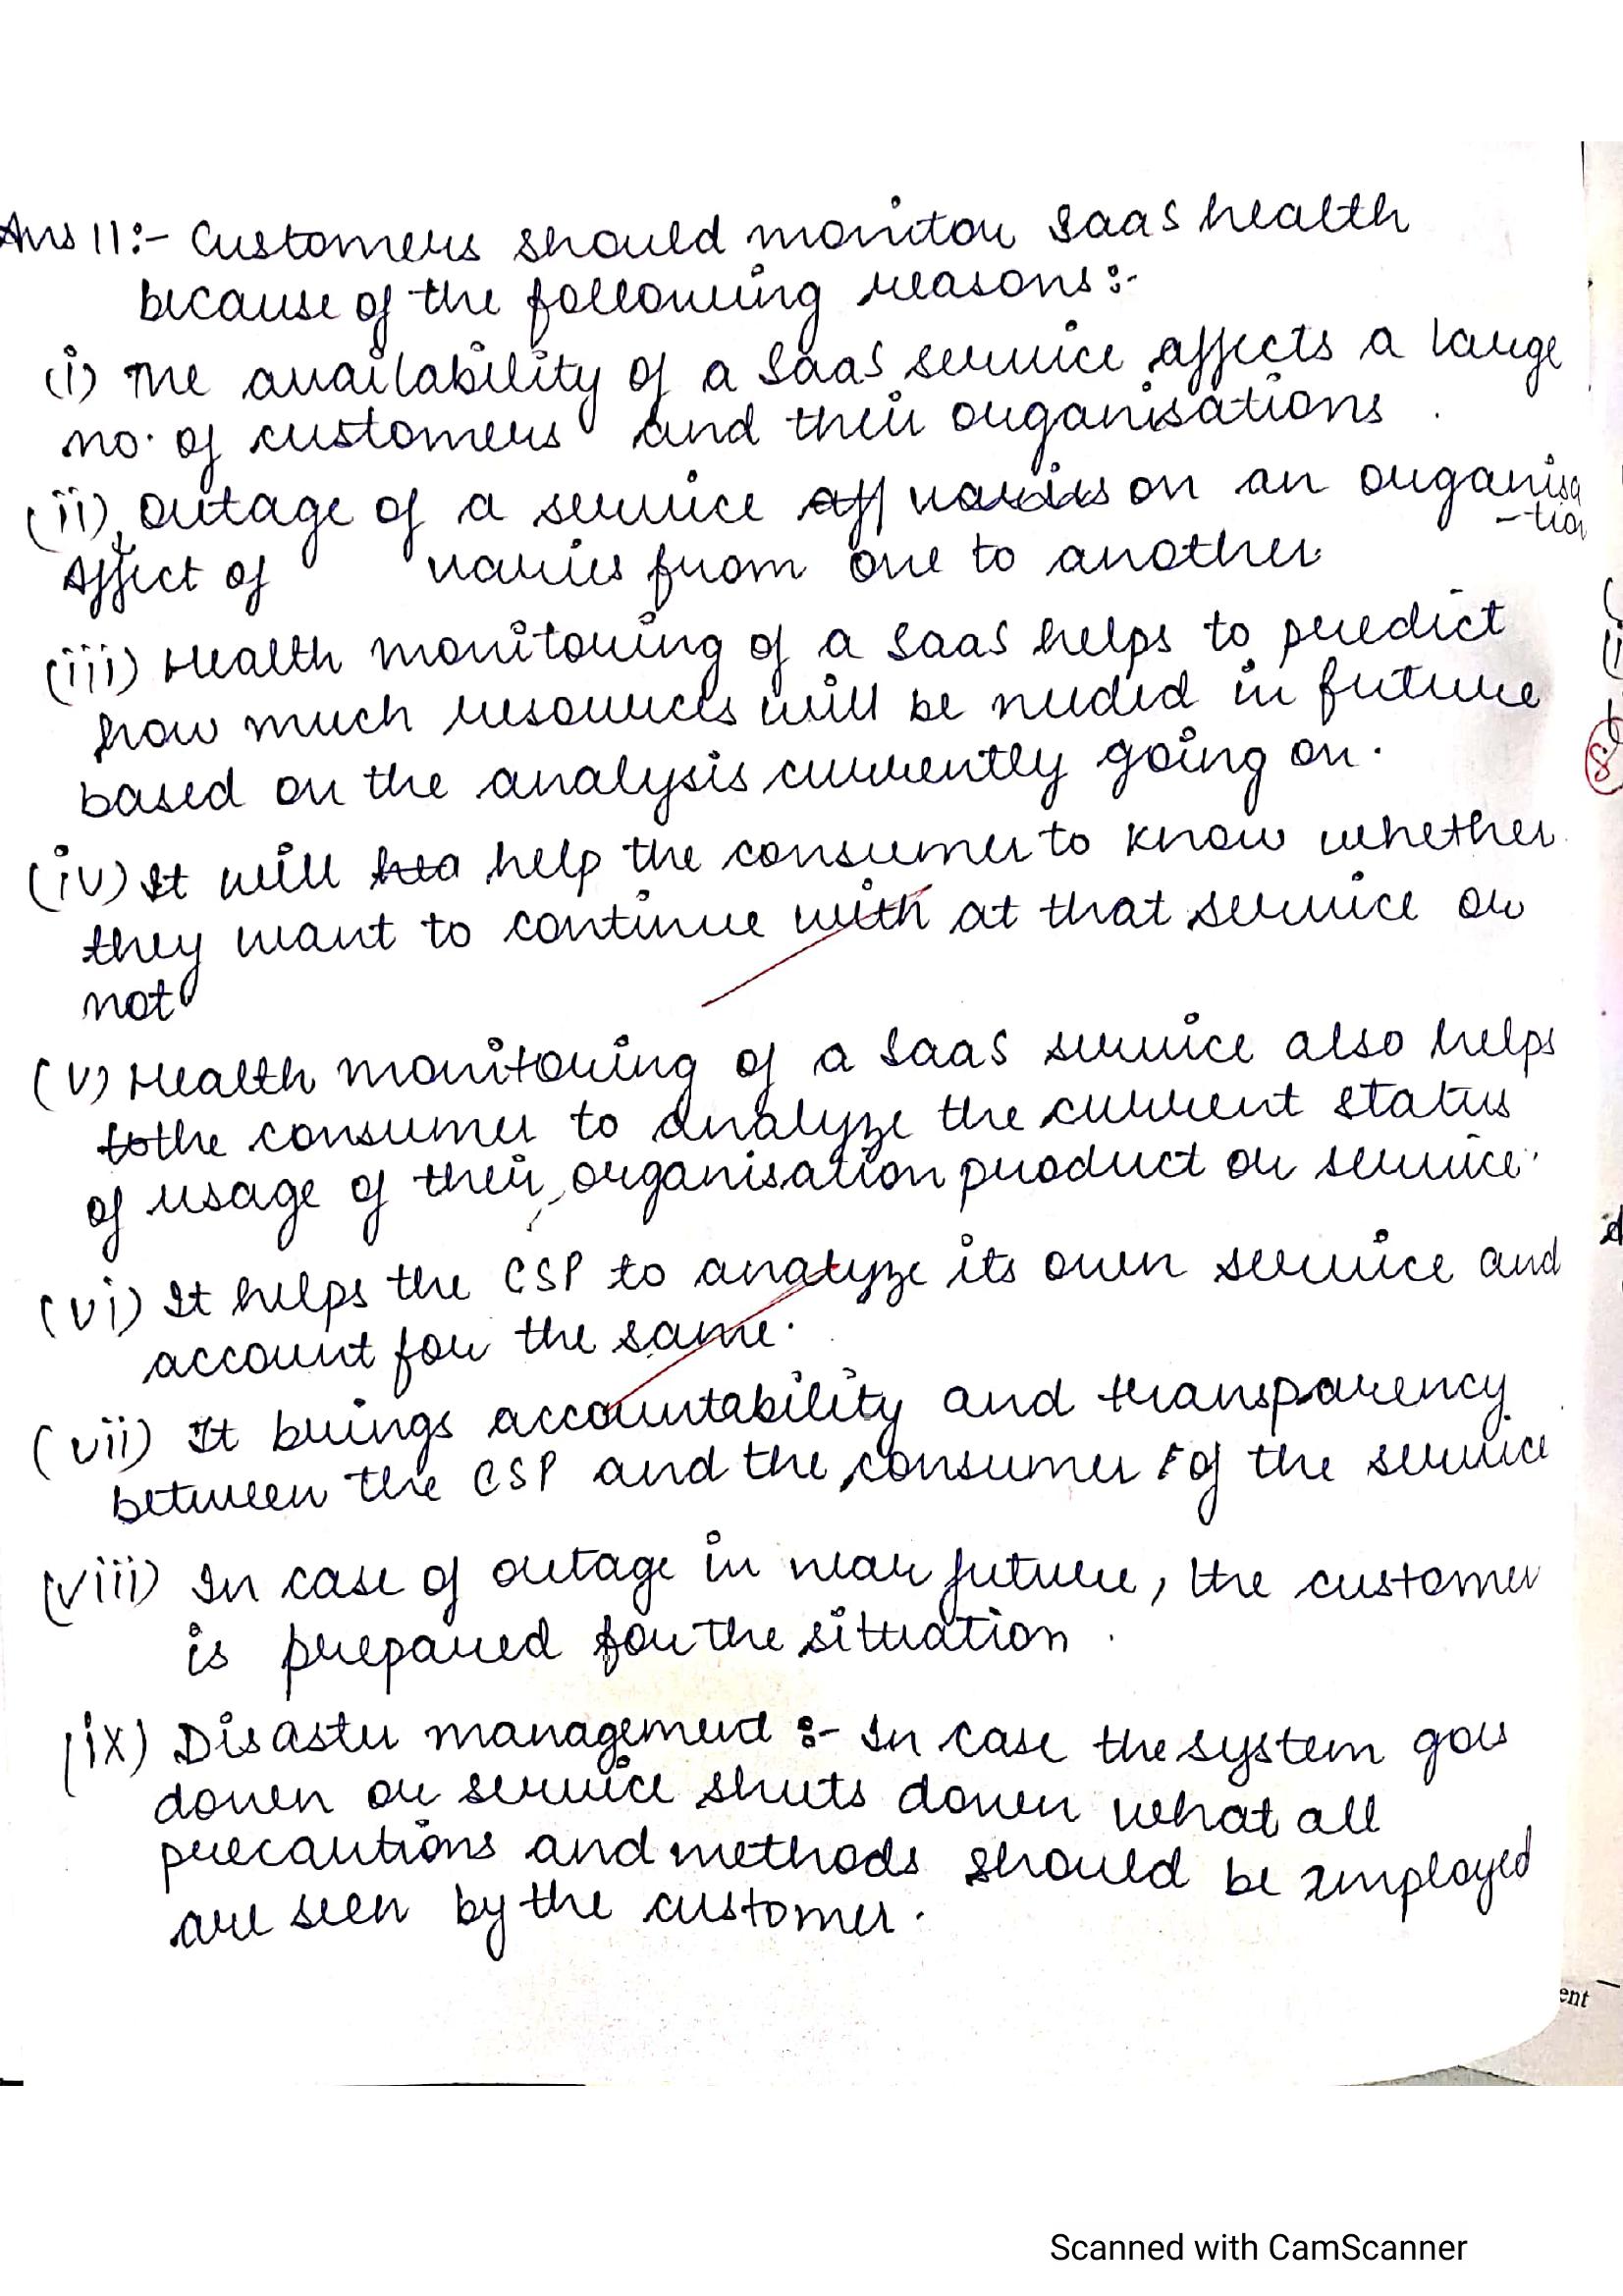 Ans 11:- Customers should monitor SaaS health
because of the following reasons:-
(i) The availability of a SaaS service affects a large
no. of customers and their organisations.
(ii) outage of a service aff varies on an organisa
-tion
Affect of varies from one to another
(iii) Health monitoring of a SaaS helps to predict
how much resources will be needed in future
based on the analysis currently going on.
(iv) It will hea help the consumer to know whether
they want to continue with at that service or
not
(v) Health monitoring of a SaaS service also helps
to the consumer to analyze the current status
of usage of their organisation product or service.
(vi) It helps the CSP to analyze its own service and
account for the same.
(vii) It brings accountability and transparency
between the CSP and the consumer of the service
(viii) In case of outage in near future, the customer
is prepared for the situation.
(ix) Disaster management :- In case the system goes
down or service shuts down what all
precautions and methods should be employed
are seen by the customer.
ent
Scanned with CamScanner